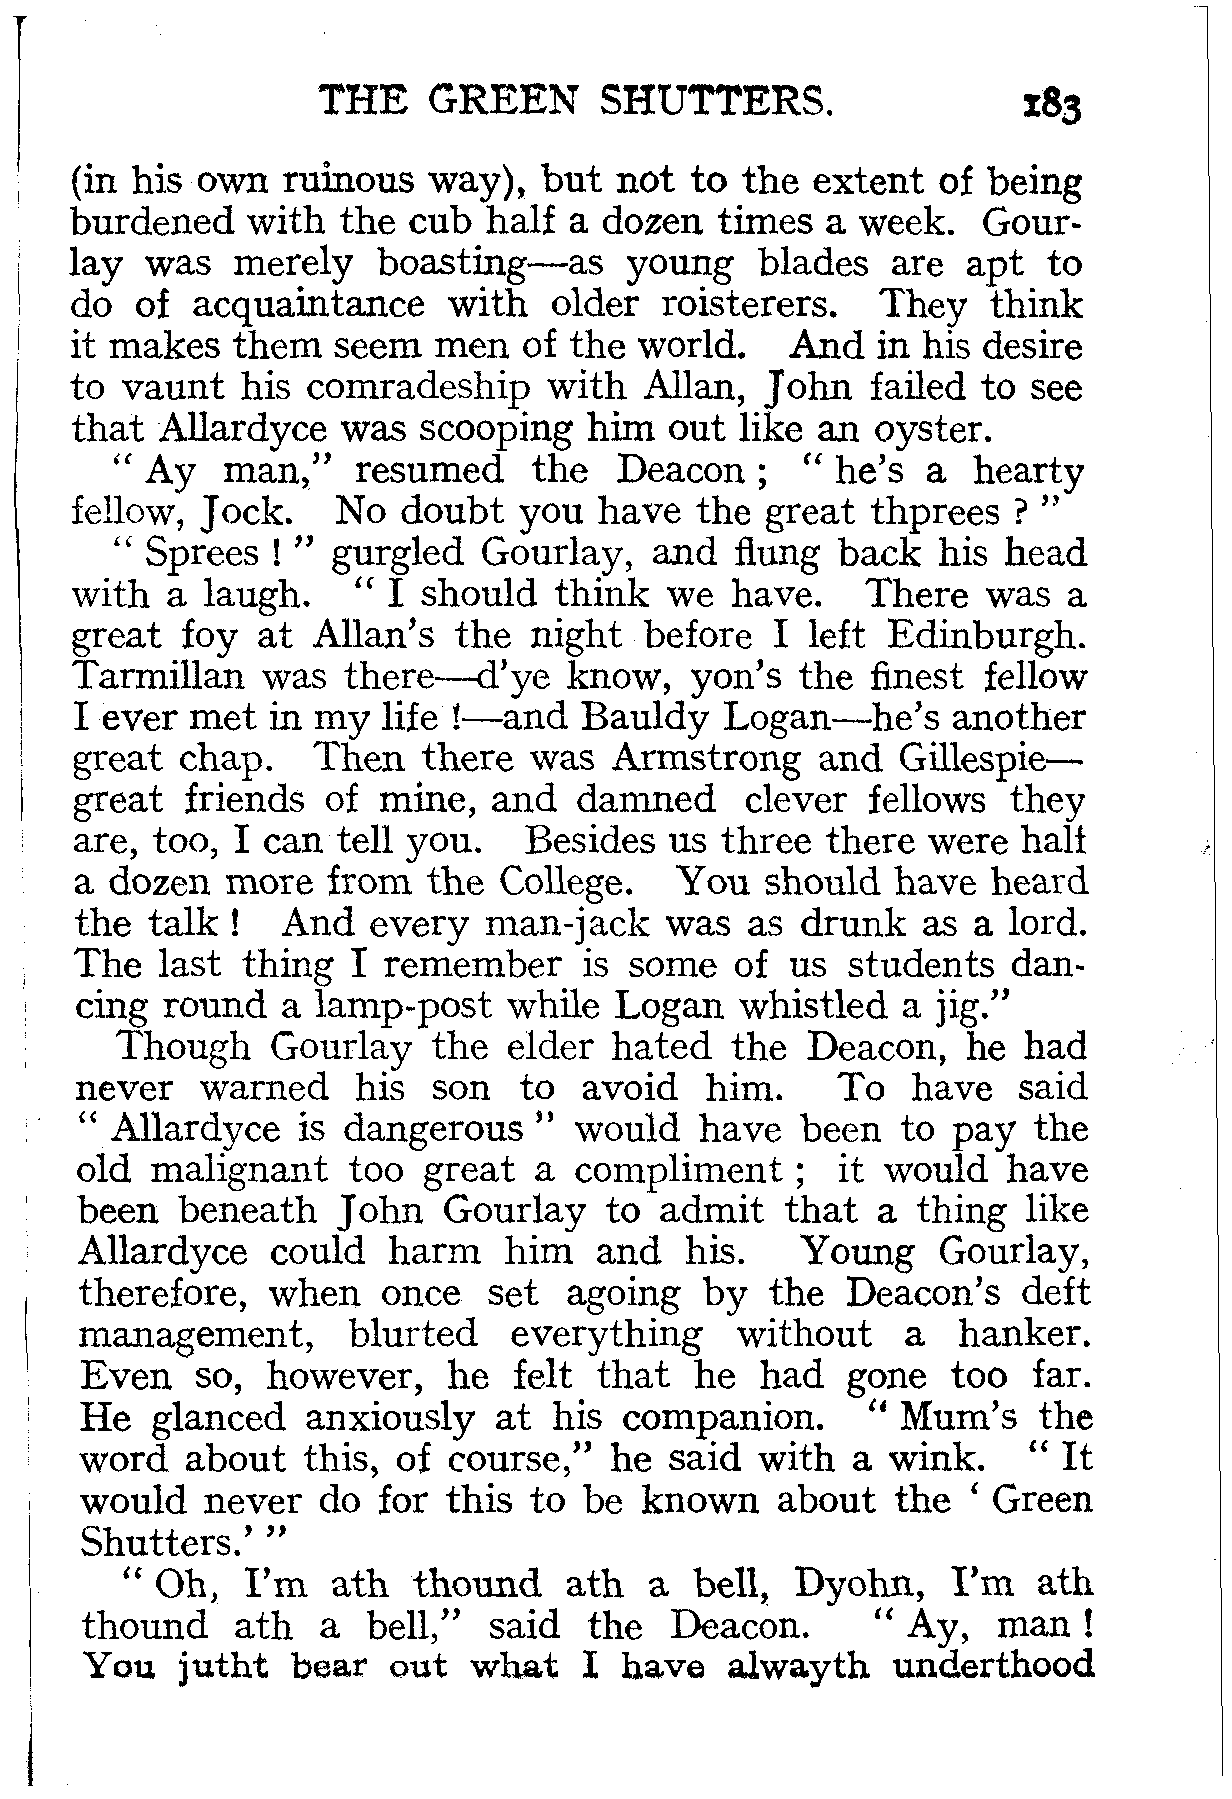 THE GREEN SHUTTERS. 183
(in his own ruinous way), but not to the extent of being
burdened with the cub half a dozen times a week. Gour-
lay was merely boasting—as young blades are apt to
do of acquaintance with older roisterers. They think
it makes them seem men of the world. And in his desire
to vaunt his comradeship with Allan, John failed to see
that Allardyce was scooping him out like an oyster.
“ Ay man,” resumed the Deacon ; “ he’s a hearty
fellow, Jock. No doubt you have the great thprees ? ”
“ Sprees ! ” gurgled Gourlay, and flung back his head
with a laugh. “ I should think we have. There was a
great foy at Allan’s the night before I left Edinburgh.
Tarmillan was there—d’ye know, yon’s the finest fellow
I ever met in my life !—and Bauldy Logan—he’s another
great chap. Then there was Armstrong and Gillespie—
great friends of mine, and damned clever fellows they
are, too, I can tell you. Besides us three there were half
a dozen more from the College. You should have heard
the talk ! And every man-jack was as drunk as a lord.
The last thing I remember is some of us students dan-
cing round a lamp-post while Logan whistled a jig.”
Though Gourlay the elder hated the Deacon, he had
never warned his son to avoid him. To have said
“ Allardyce is dangerous ” would have been to pay the
old malignant too great a compliment ; it would have
been beneath John Gourlay to admit that a thing like
Allardyce could harm him and his. Young Gourlay,
therefore, when once set agoing by the Deacon’s deft
management, blurted everything without a hanker.
Even so, however, he felt that he had gone too far.
He glanced anxiously at his companion. “ Mum’s the
word about this, of course,” he said with a wink. “ It
would never do for this to be known about the ‘ Green
Shutters.’ ”
“ Oh, I’m ath thound ath a bell, Dyohn, I’m ath
thound ath a bell,” said the Deacon. “ Ay, man !
You jutht bear out what I have alwayth underthood